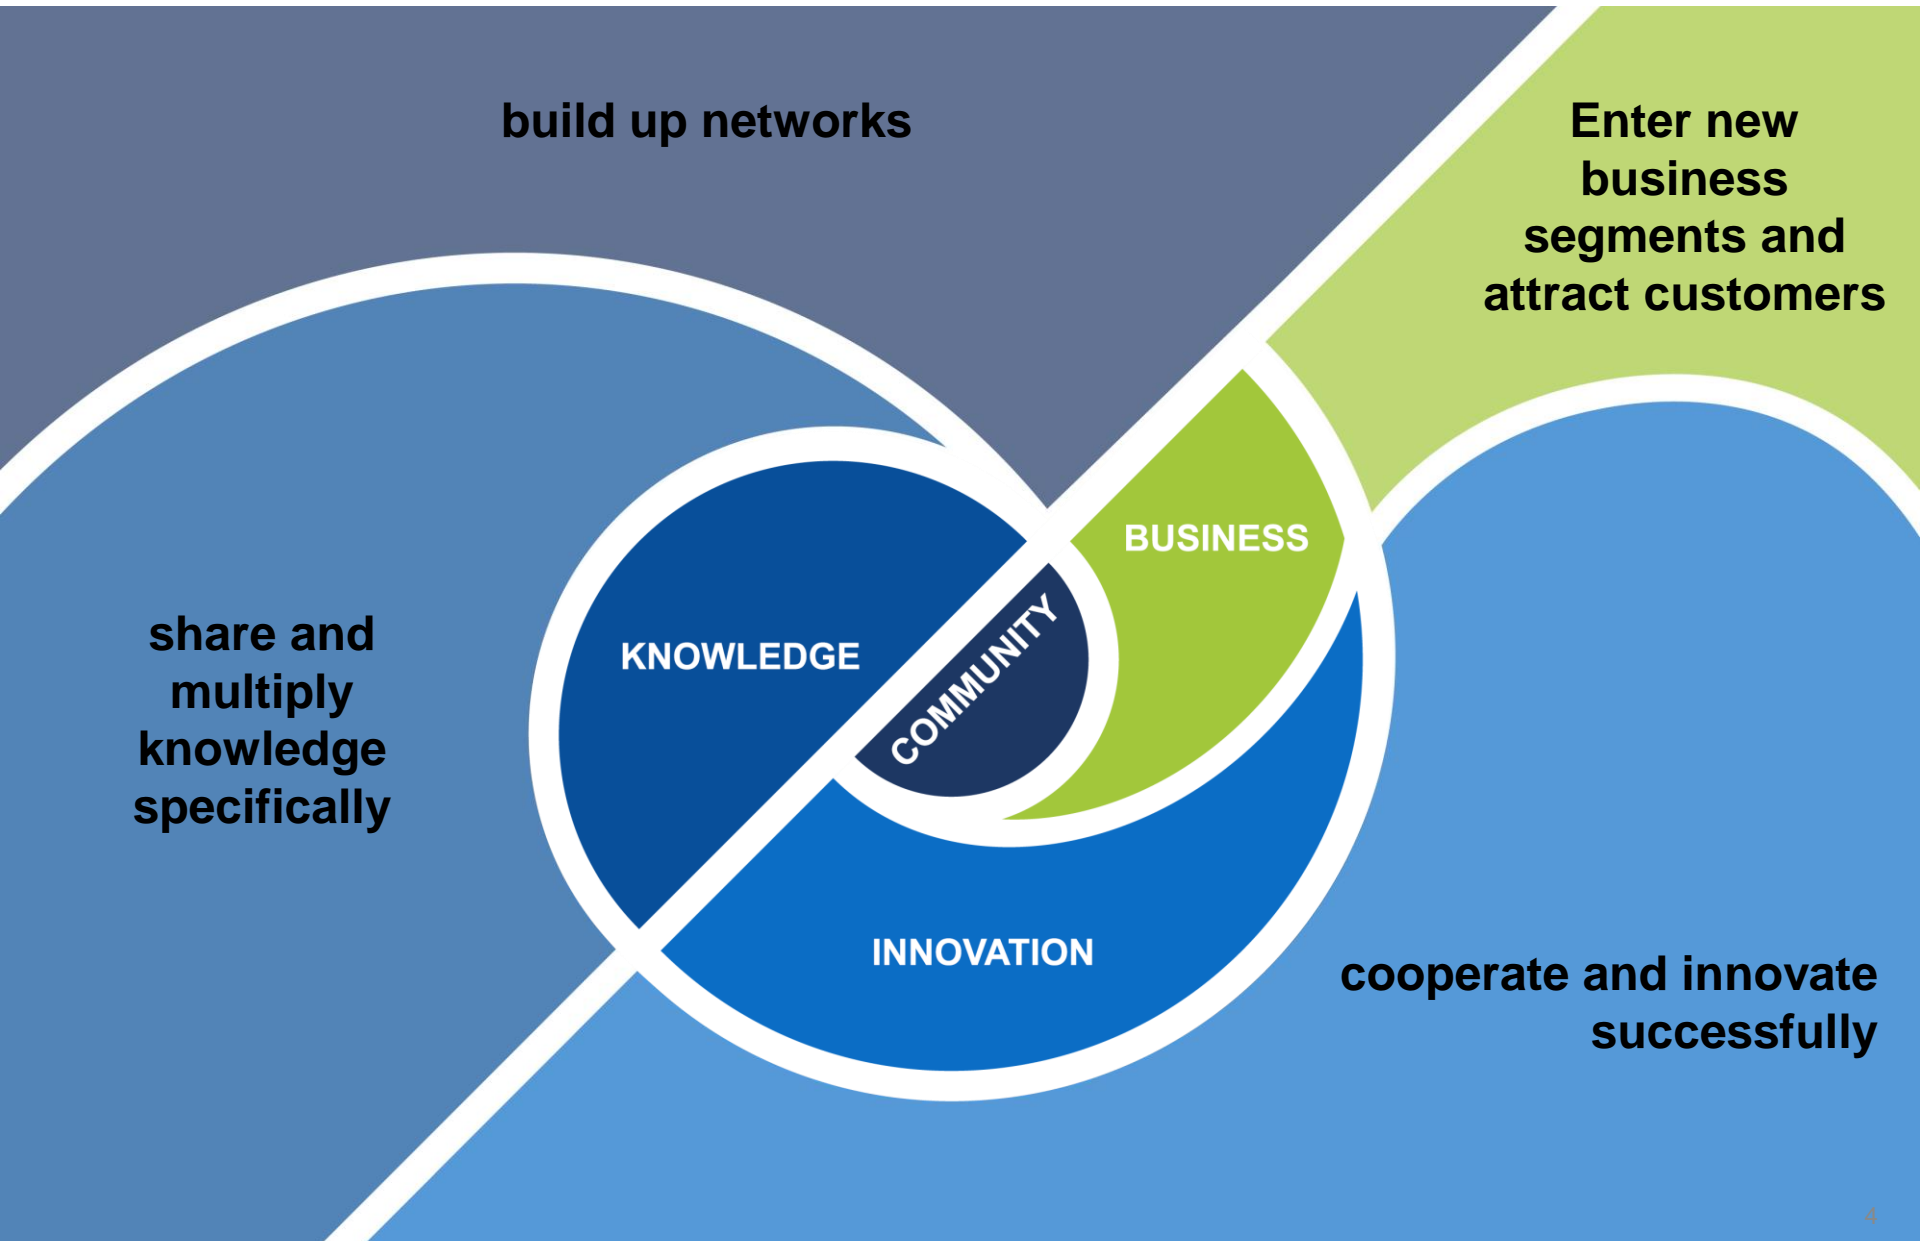 build up networks
Enter new
business
segments and
attract customers
BUSINESS
KNOWLEDGE
COMMUNITY
share and
multiply
knowledge
specifically
INNOVATION
cooperate and innovate
successfully
4